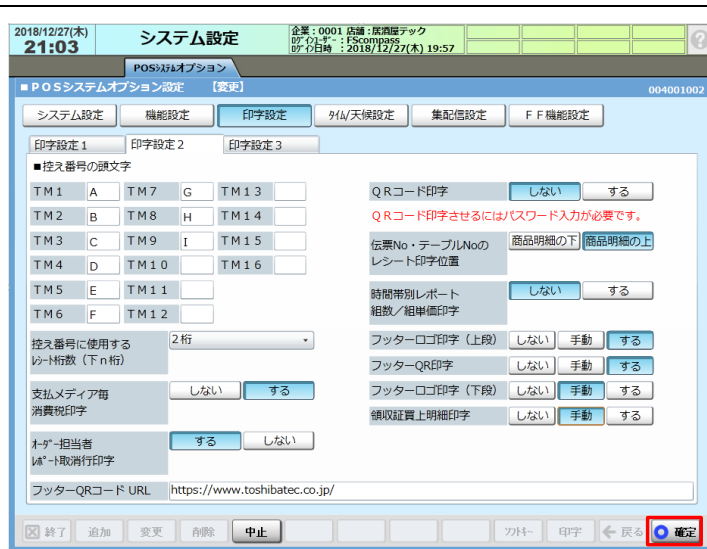 2018/12/27(木)
21:03
システム設定
企業：0001 店舗：居酒屋テック
ﾛｸﾞｲﾝﾕｰｻﾞｰ：FScompass
ﾛｸﾞｲﾝ日時 ：2018/12/27(木) 19:57
POSｼｽﾃﾑオプション
■ＰＯＳシステムオプション設定 【変更】
004001002
システム設定 機能設定 印字設定 ﾀｲﾑ/天候設定 集配信設定 ＦＦ機能設定
印字設定１ 印字設定２ 印字設定３
■控え番号の頭文字
ＴＭ１ A ＴＭ７ G ＴＭ１３
ＴＭ２ B ＴＭ８ H ＴＭ１４
ＴＭ３ C ＴＭ９ I ＴＭ１５
ＴＭ４ D ＴＭ１０ ＴＭ１６
ＴＭ５ E ＴＭ１１
ＴＭ６ F ＴＭ１２
控え番号に使用する
ﾚｼｰﾄ桁数（下ｎ桁）
2桁
支払メディア毎
消費税印字
しない する
ｵｰﾀﾞｰ担当者
ﾚﾎﾟｰﾄ取消行印字
する しない
ＱＲコード印字 しない する
ＱＲコード印字させるにはパスワード入力が必要です。
伝票No・テーブルNoの
レシート印字位置
商品明細の下 商品明細の上
時間帯別レポート
組数／組単価印字
しない する
フッターロゴ印字（上段） しない 手動 する
フッターQR印字 しない 手動 する
フッターロゴ印字（下段） しない 手動 する
領収証買上明細印字 しない 手動 する
フッターQRコードURL https://www.toshibatec.co.jp/
終了 追加 変更 削除 中止 ｿﾌﾄｷｰ 印字 戻る 確定